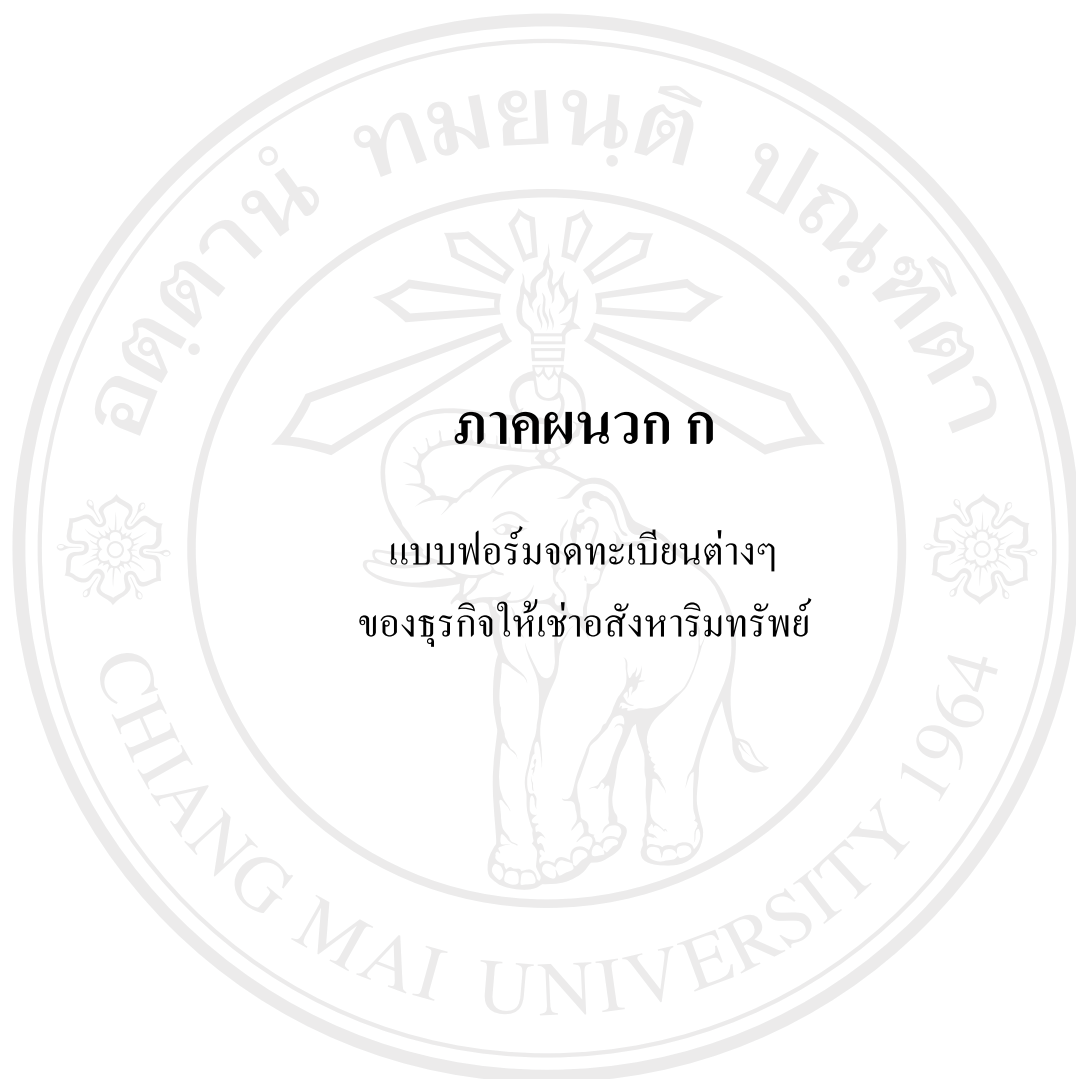 อตฺตานํ ทมยนฺติ ปณฺฑิตา
ภาคผนวก ก
แบบฟอร์มจดทะเบียนต่างๆ
ของธุรกิจให้เช่าอสังหาริมทรัพย์
CHIANG MAI UNIVERSITY 1964